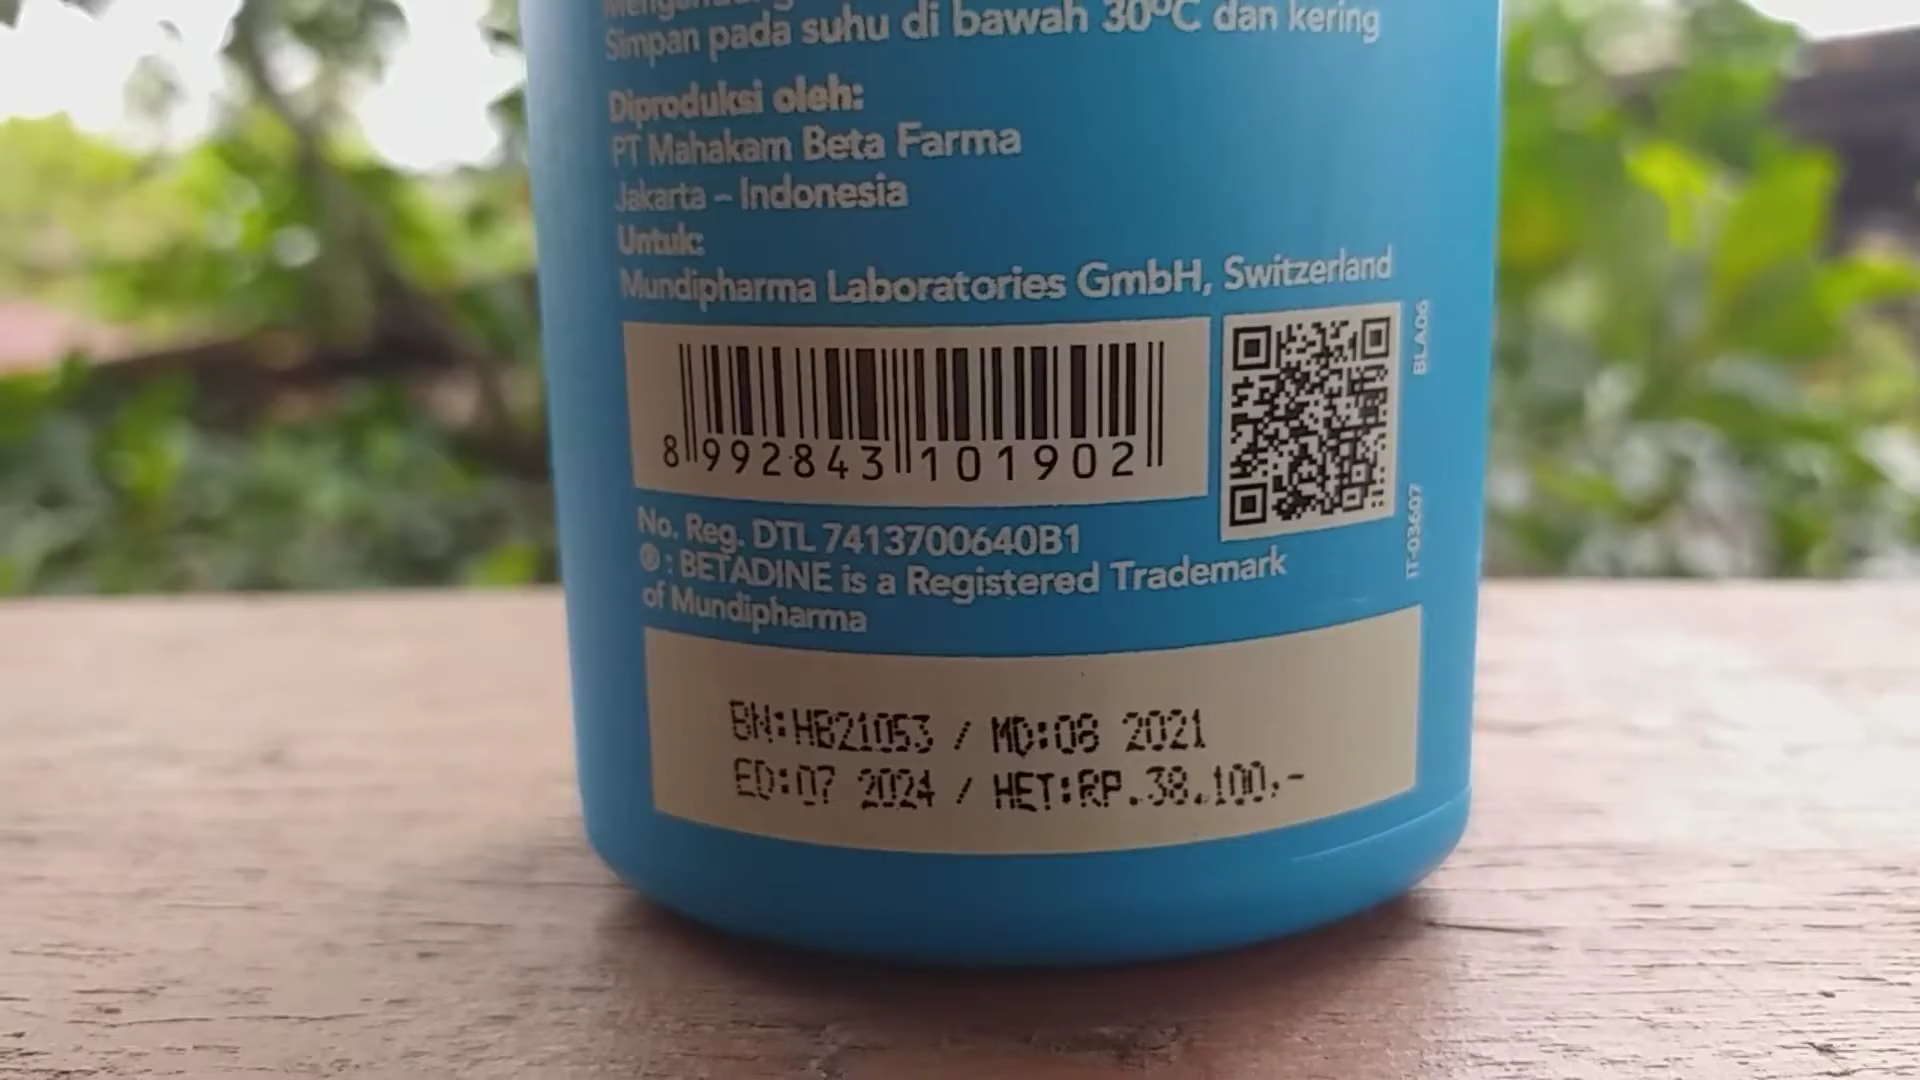 Mengandung
Simpan pada suhu di bawah 30°C dan kering
Diproduksi oleh:
PT Mahakam Beta Farma
Jakarta – Indonesia
Untuk:
Mundipharma Laboratories GmbH, Switzerland
8 992843 101902
BLA06
IT-03607
No. Reg. DTL 7413700640B1
® : BETADINE is a Registered Trademark
of Mundipharma
BN:HB21053 / MD:08 2021
ED:07 2024 / HET:RP.38.100,-